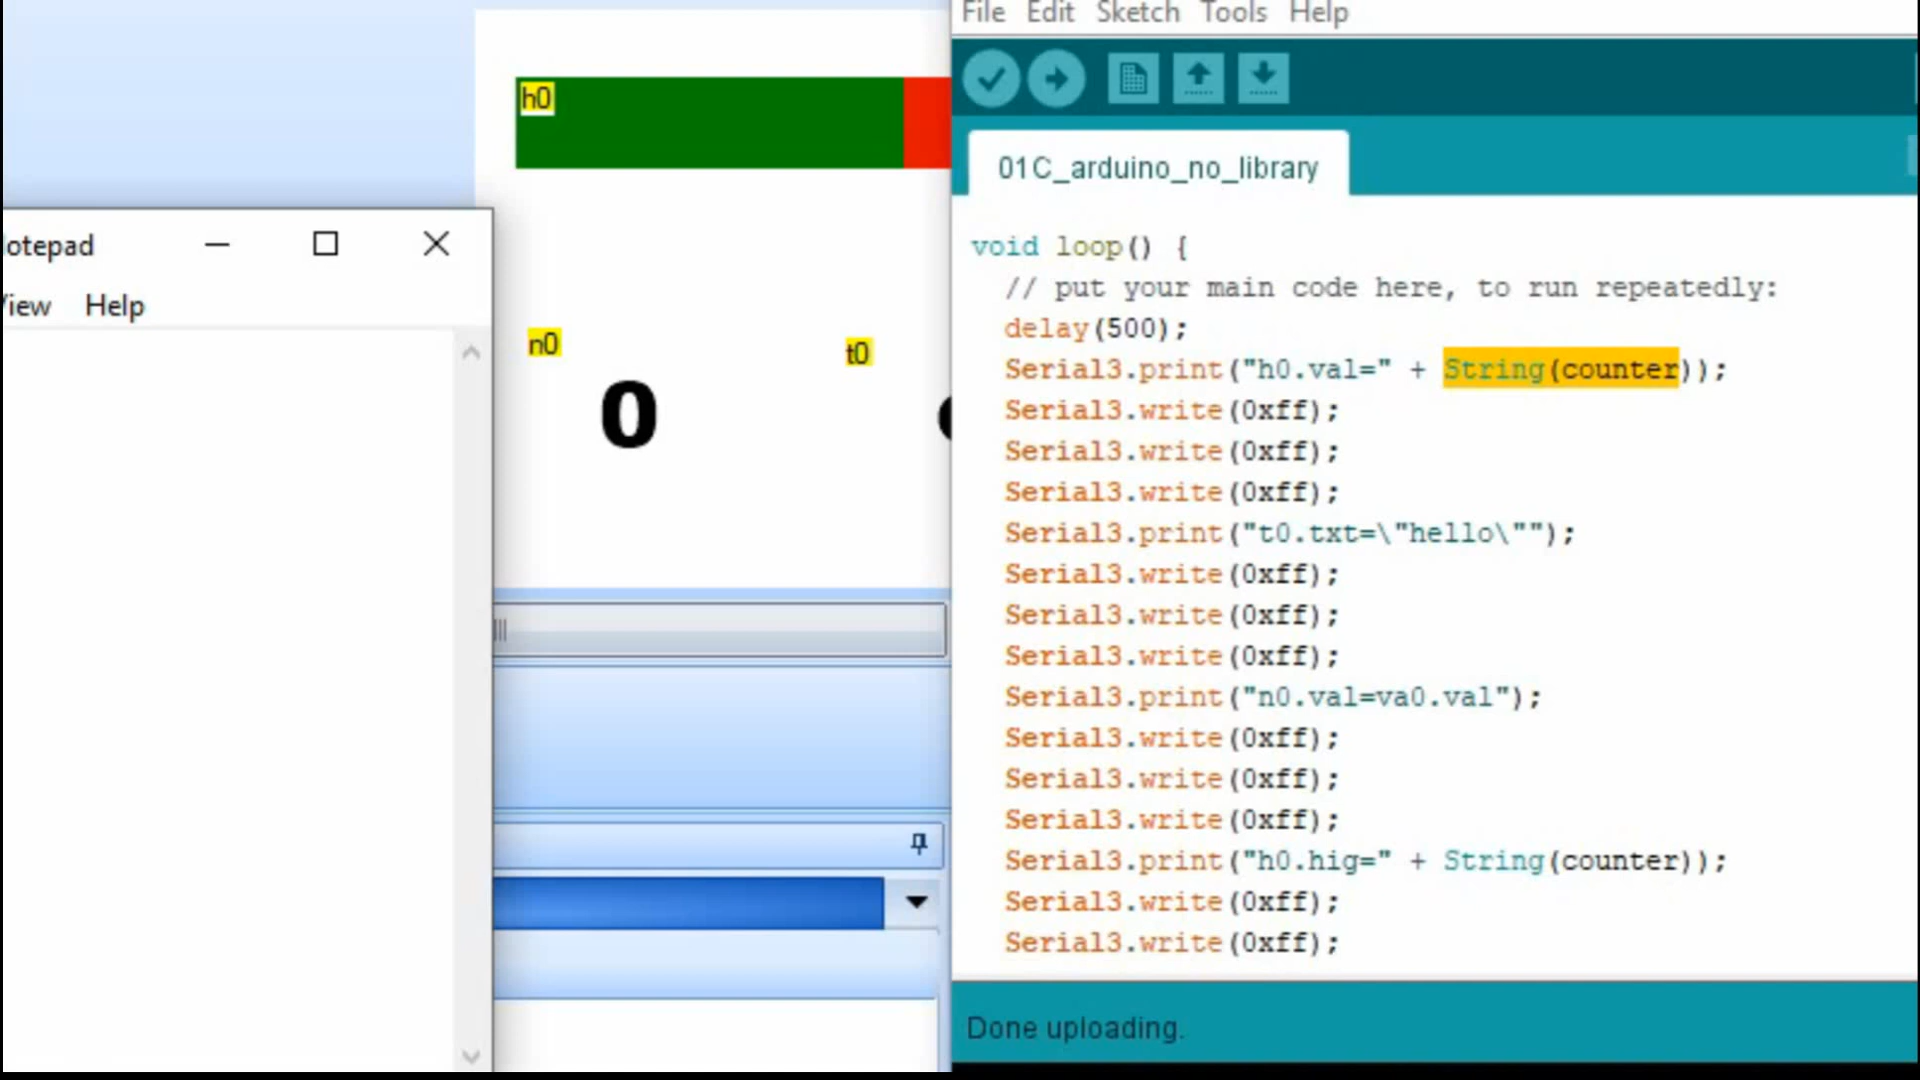 File Edit Sketch Tools Help
h0
01C_arduino_no_library
otepad
View Help
n0
t0
0
void loop() {
// put your main code here, to run repeatedly:
delay(500);
Serial3.print("h0.val=" + String(counter));
Serial3.write(0xff);
Serial3.write(0xff);
Serial3.write(0xff);
Serial3.print("t0.txt=\"hello\"");
Serial3.write(0xff);
Serial3.write(0xff);
Serial3.write(0xff);
Serial3.print("n0.val=va0.val");
Serial3.write(0xff);
Serial3.write(0xff);
Serial3.write(0xff);
Serial3.print("h0.hig=" + String(counter));
Serial3.write(0xff);
Serial3.write(0xff);
Done uploading.